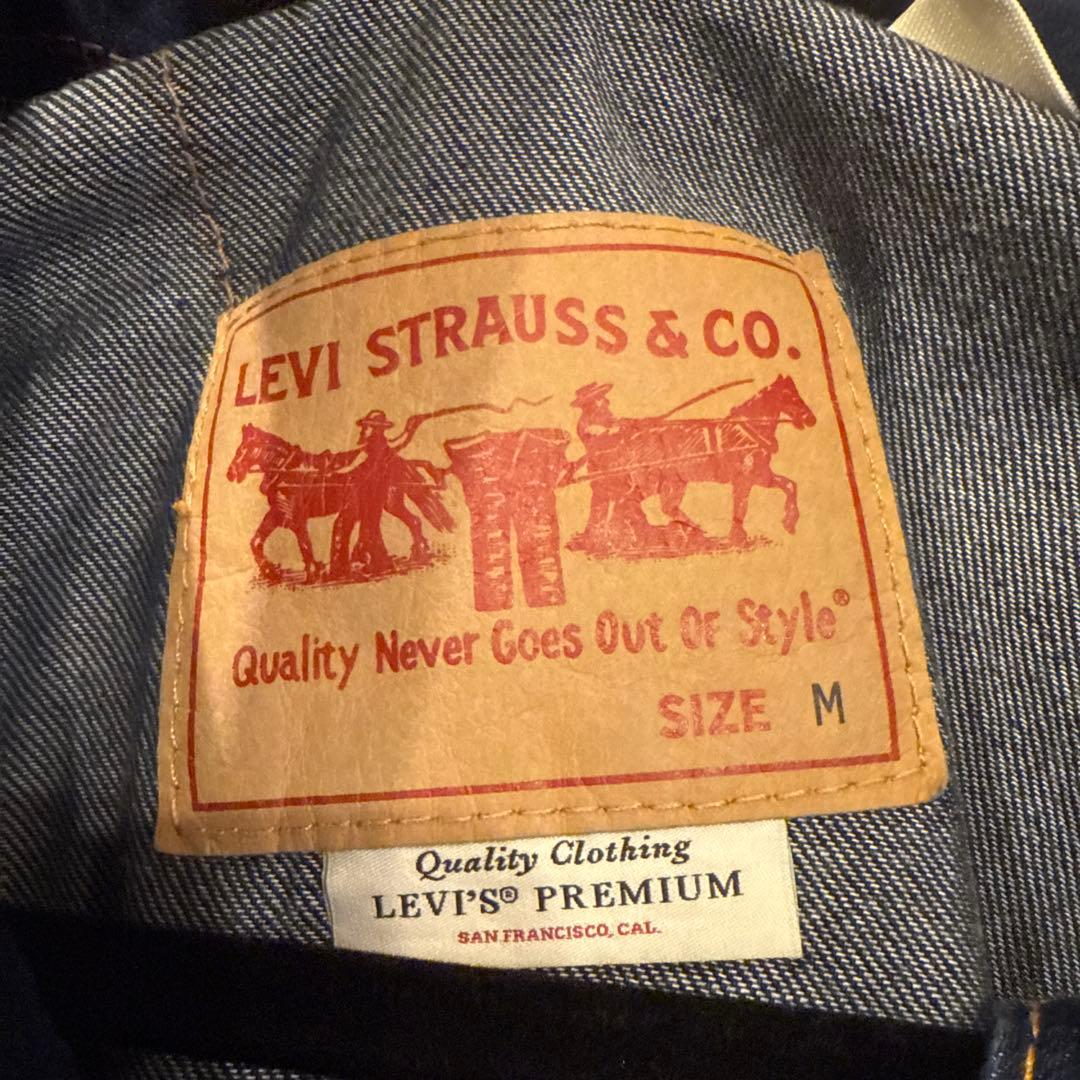 LEVI STRAUSS & CO.
Quality Never Goes Out Of Style®
SIZE M
Quality Clothing
LEVI'S® PREMIUM
SAN FRANCISCO, CAL.